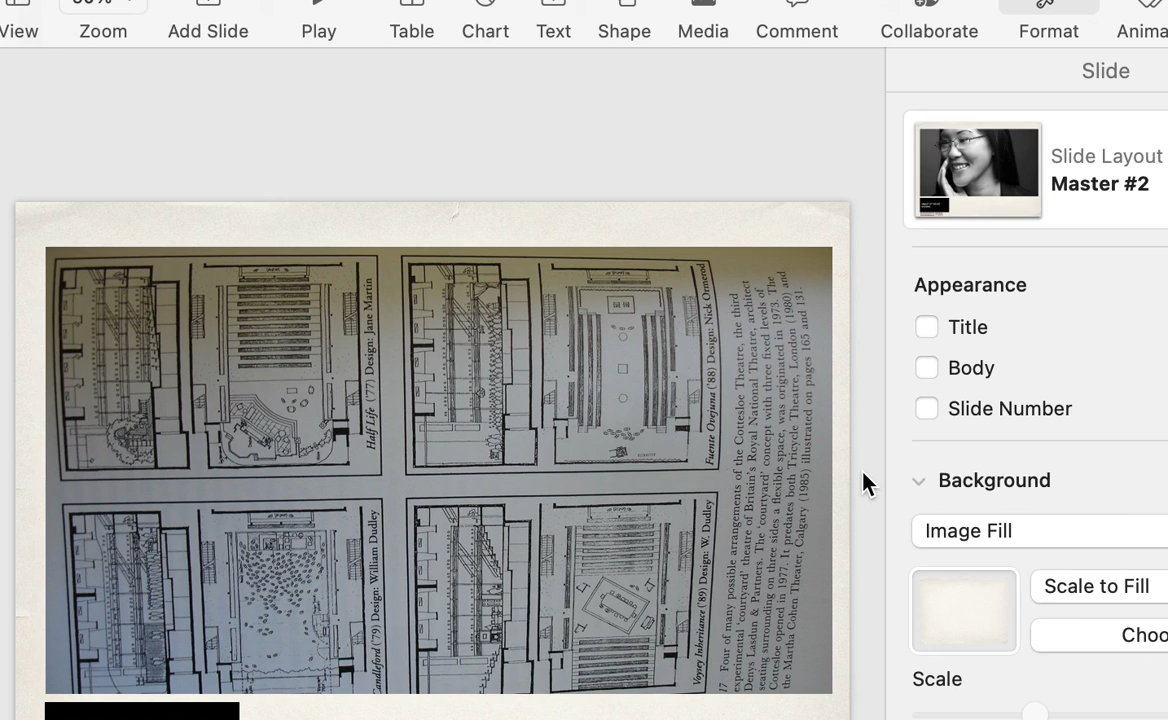 View
Zoom
Add Slide
Play
Table
Chart
Text
Shape
Media
Comment
Collaborate
Format
Anima
Slide
Slide Layout
Master #2
Appearance
Title
Body
Slide Number
Background
Image Fill
Scale to Fill
Choo
Scale
Half Life ('77) Design: Jane Martin
Fuente Ovejuna ('88) Design: Nick Ormerod
Candleford ('79) Design: William Dudley
Voysey Inheritance ('89) Design: W. Dudley
17 Four of many possible arrangements of the Cottesloe Theatre, the third
experimental 'courtyard' theatre of Britain's Royal National Theatre, architect
Denys Lasdun & Partners. The 'courtyard' concept with three fixed levels of
seating surrounding on three sides a flexible space, was originated in 1973. The
Cottesloe opened in 1977. It predates both Tricycle Theatre, London (1980) and
the Martha Cohen Theater, Calgary (1985) illustrated on pages 165 and 131.